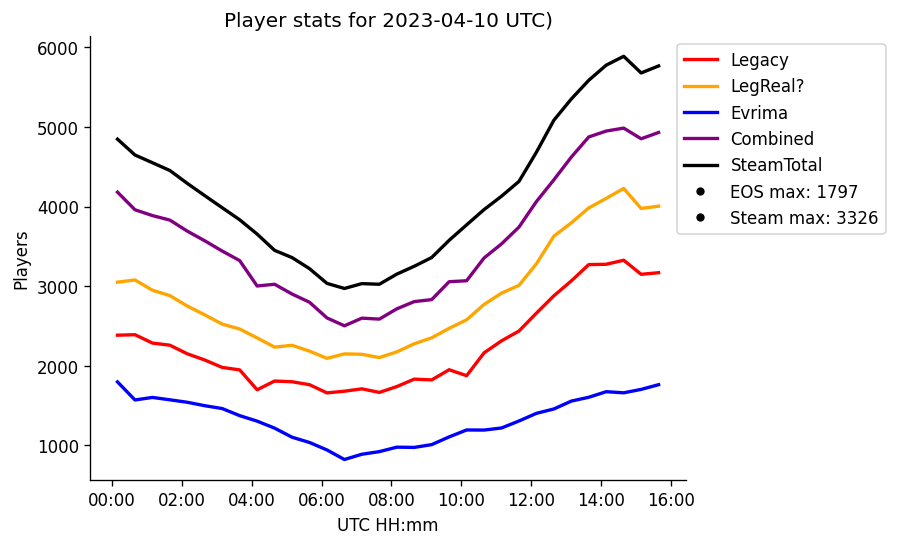 Player stats for 2023-04-10 UTC)
6000
5000
4000
3000
2000
1000
Players
00:00 02:00 04:00 06:00 08:00 10:00 12:00 14:00 16:00
UTC HH:mm
Legacy
LegReal?
Evrima
Combined
SteamTotal
EOS max: 1797
Steam max: 3326